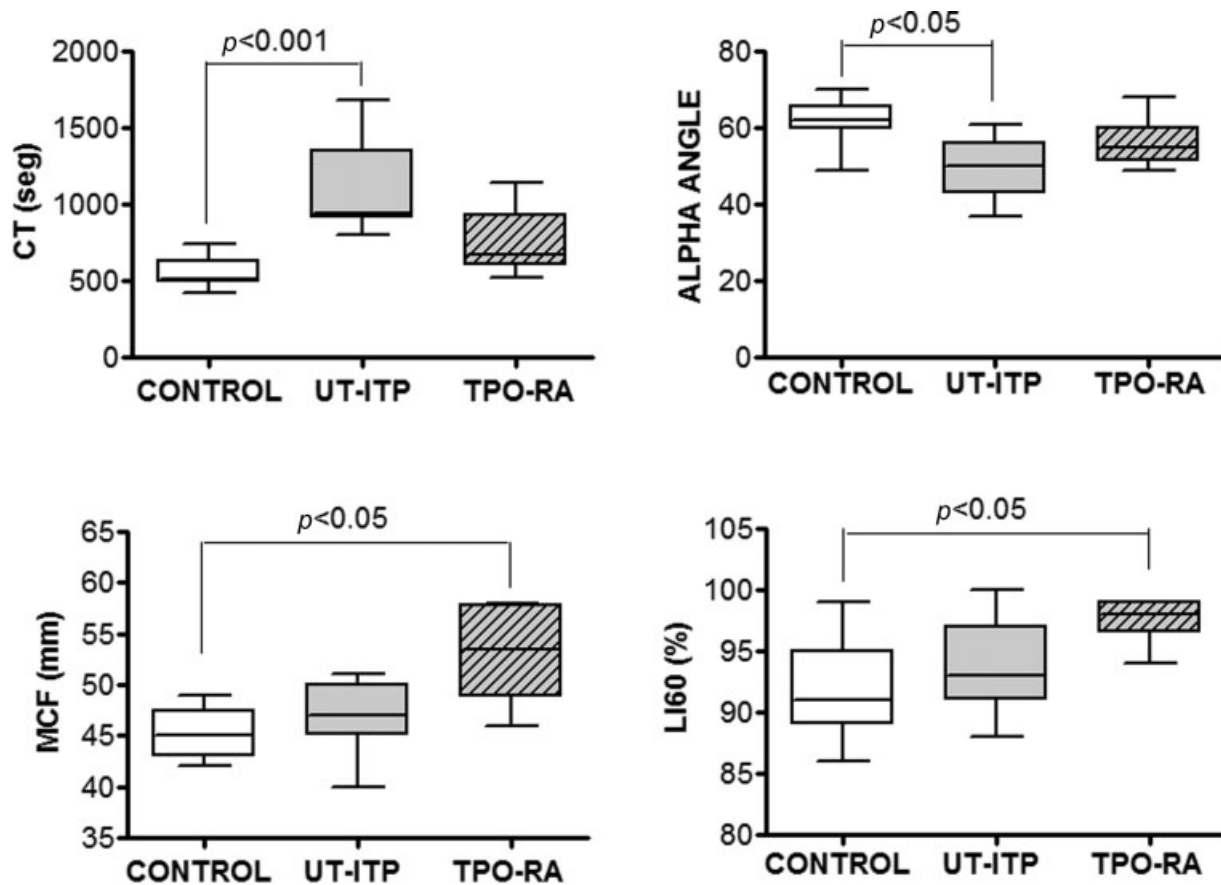 p<0.001
2000
1500
1000
500
0
CT (seg)
CONTROL UT-ITP TPO-RA
p<0.05
80
60
40
20
0
ALPHA ANGLE
CONTROL UT-ITP TPO-RA
p<0.05
65
60
55
50
45
40
35
MCF (mm)
CONTROL UT-ITP TPO-RA
p<0.05
105
100
95
90
85
80
LI60 (%)
CONTROL UT-ITP TPO-RA